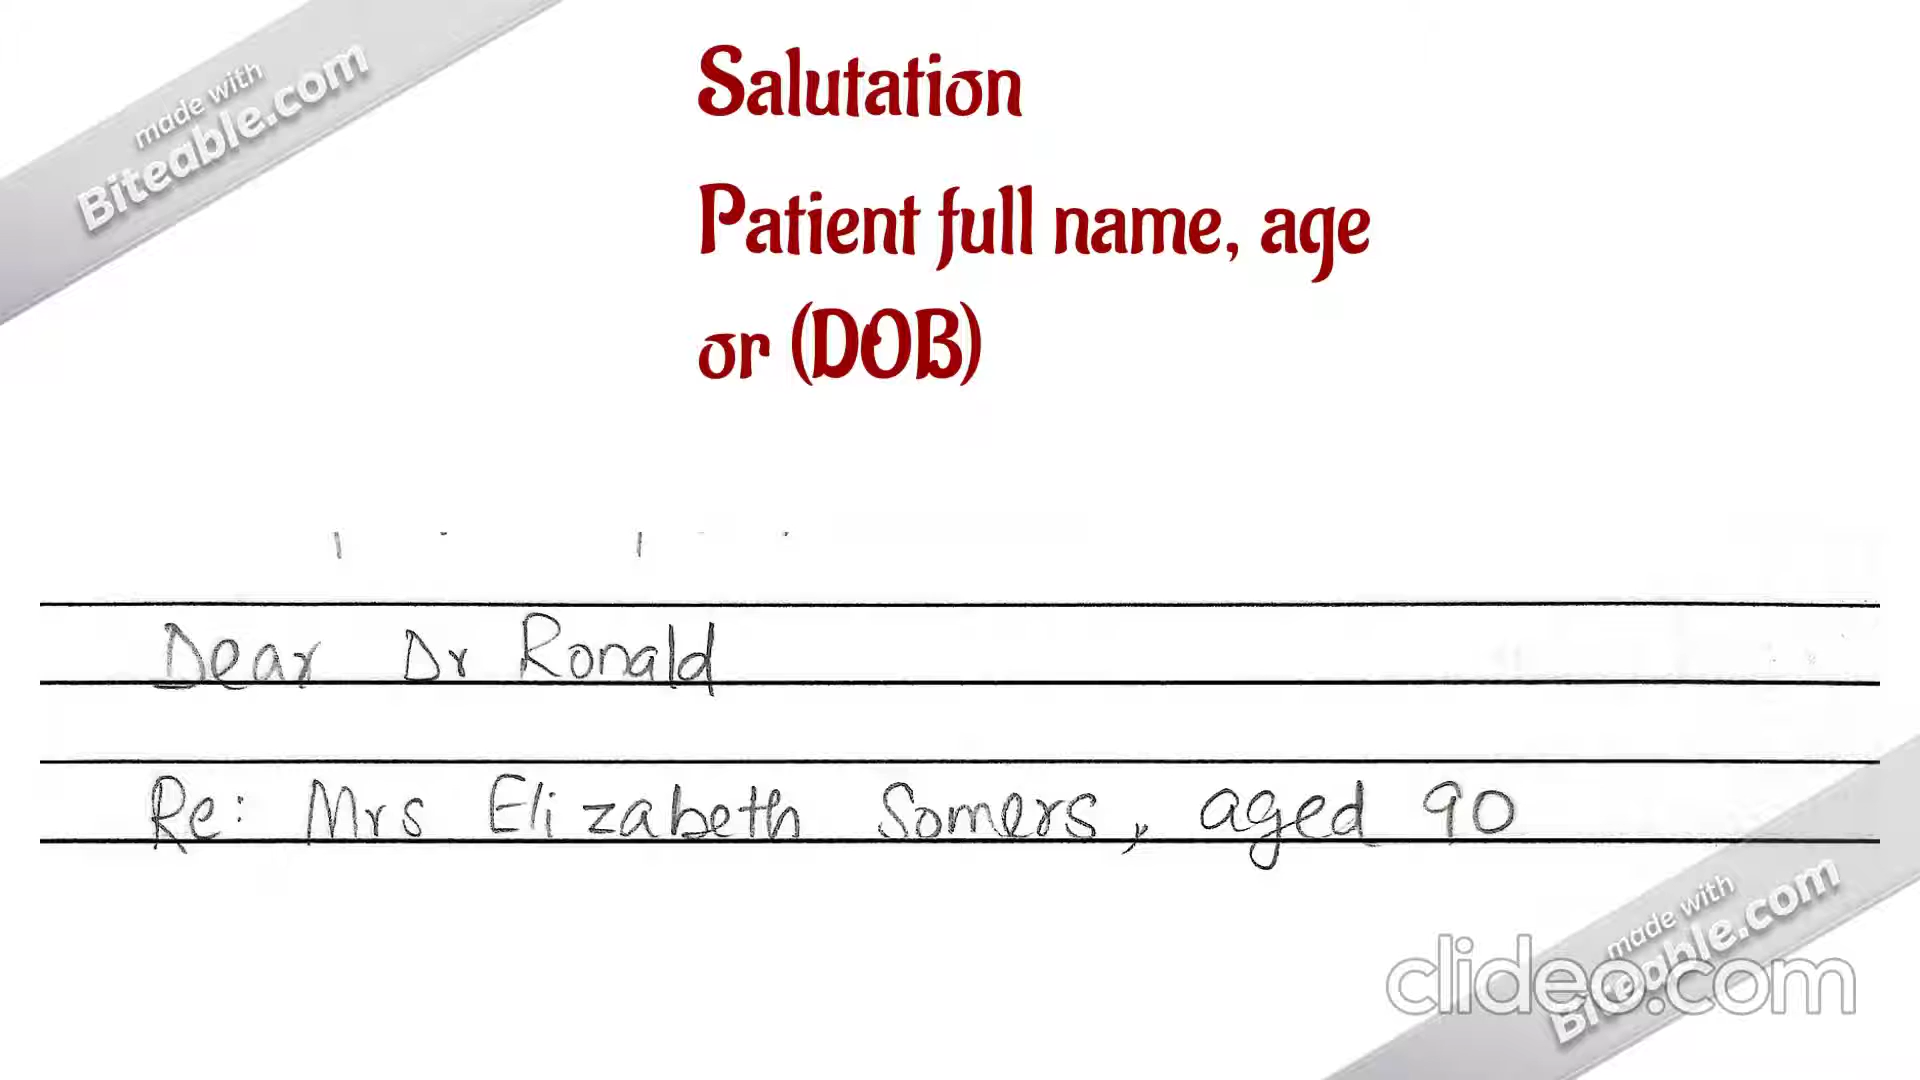 made with
Biteable.com
Salutation
Patient full name, age
or (DOB)
Dear Dr Ronald
Re: Mrs Elizabeth Somers, aged 90
made with
Biteable.com
clideo.com